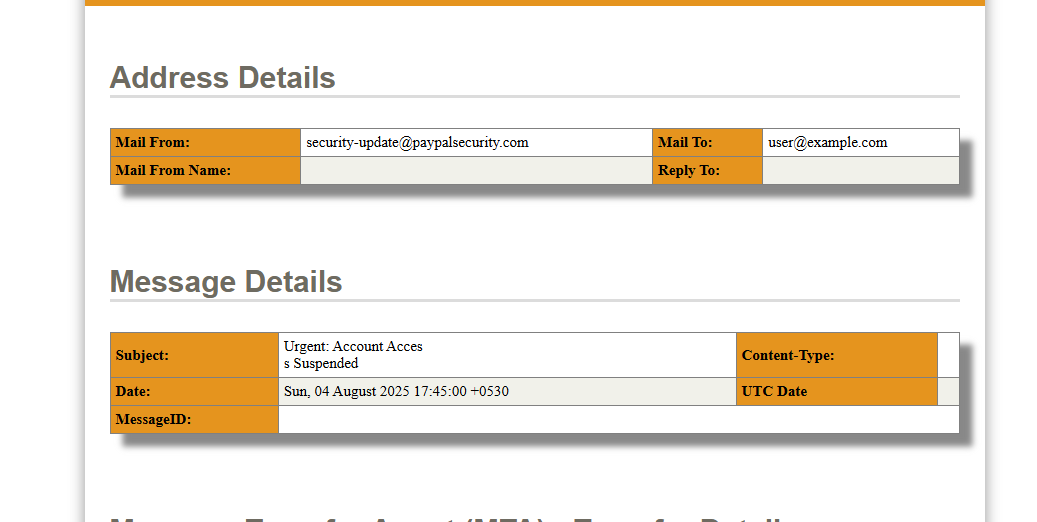 Address Details
Mail From: security-update@paypalsecurity.com Mail To: user@example.com
Mail From Name: Reply To:
Message Details
Subject: Urgent: Account Acces
s Suspended Content-Type:
Date: Sun, 04 August 2025 17:45:00 +0530 UTC Date
MessageID: